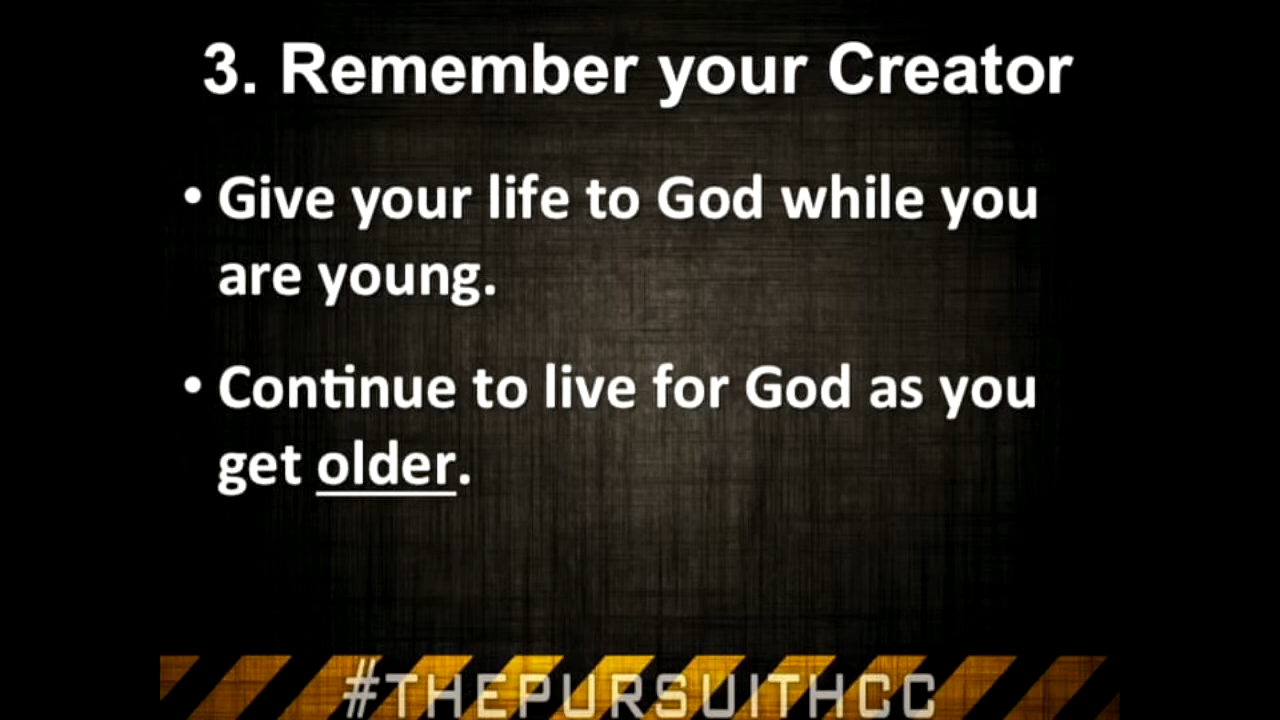 3. Remember your Creator
• Give your life to God while you
are young.
• Continue to live for God as you
get older.
#THEPURSUITHCC